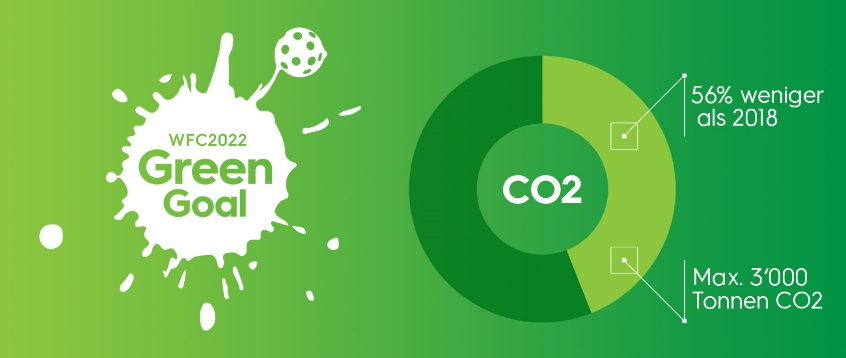 WFC2022
Green
Goal
CO2
56% weniger
als 2018
Max. 3‘000
Tonnen CO2